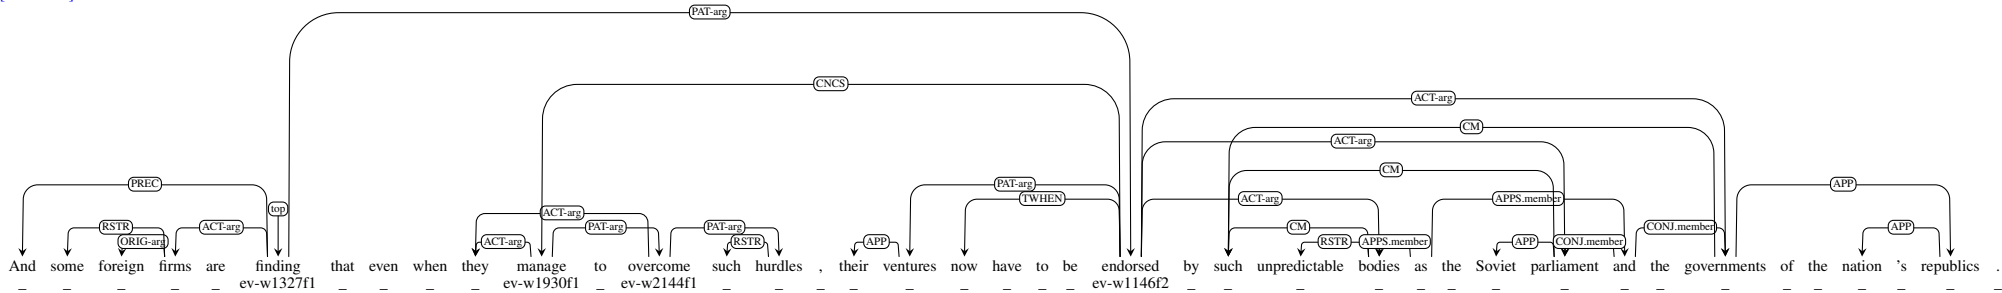 PAT-arg
CNCS
ACT-arg
CM
ACT-arg
CM
PREC PAT-arg APP
TWHEN ACT-arg APPS.member
top
ACT-arg
RSTR ACT-arg PAT-arg PAT-arg CM CONJ.member APP
ORIG-arg ACT-arg RSTR APP RSTR APPS.member APP CONJ.member
And some foreign firms are finding that even when they manage to overcome such hurdles , their ventures now have to be endorsed by such unpredictable bodies as the Soviet parliament and the governments of the nation 's republics .
_ _ _ _ _ ev-w1327f1 _ _ _ _ ev-w1930f1 _ ev-w2144f1 _ _ _ _ _ _ _ _ _ ev-w1146f2 _ _ _ _ _ _ _ _ _ _ _ _ _ _ _ _ _